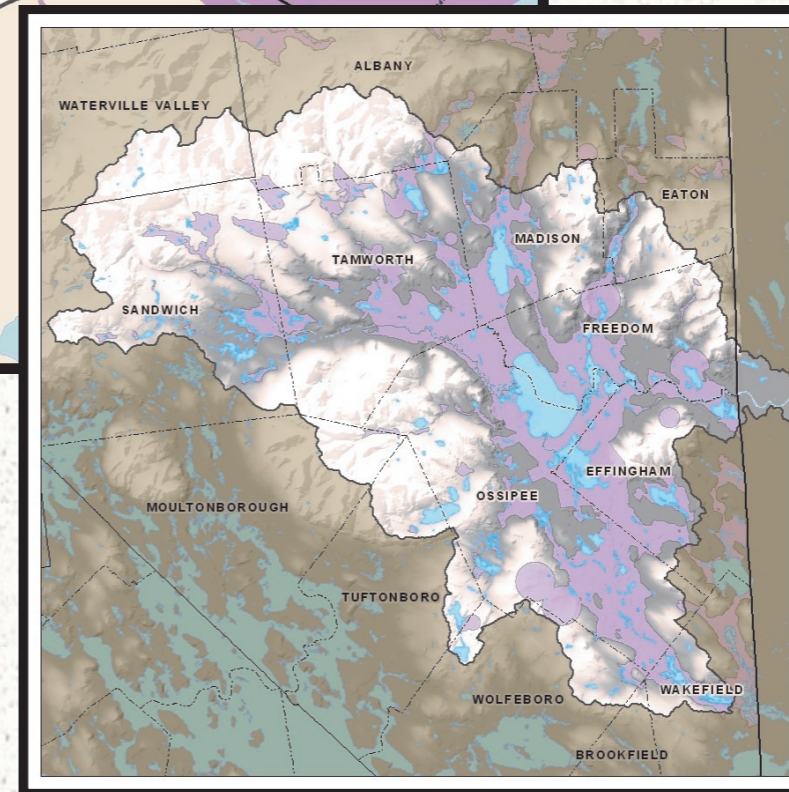 ALBANY
WATERVILLE VALLEY
EATON
MADISON
TAMWORTH
SANDWICH
FREEDOM
EFFINGHAM
OSSIPEE
MOULTONBOROUGH
TUFTONBORO
WAKEFIELD
WOLFEBORO
BROOKFIELD